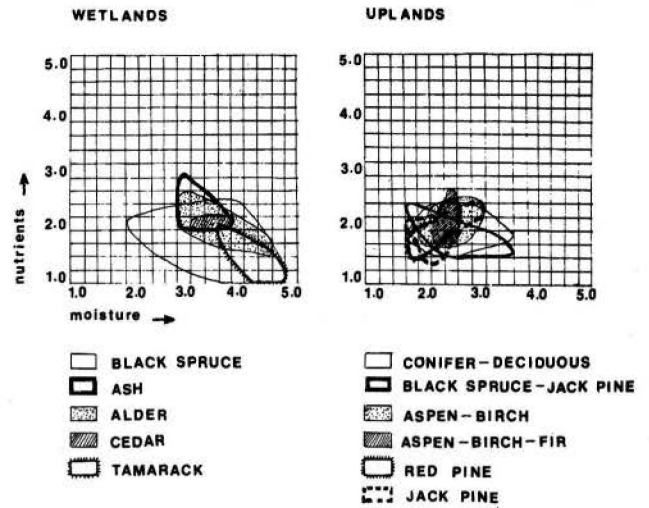 WETLANDS
5.0
4.0
3.0
2.0
1.0
1.0 2.0 3.0 4.0 5.0
nutrients
moisture
BLACK SPRUCE
ASH
ALDER
CEDAR
TAMARACK
UPLANDS
5.0
4.0
3.0
2.0
1.0
1.0 2.0 3.0 4.0 5.0
CONIFER-DECIDUOUS
BLACK SPRUCE-JACK PINE
ASPEN-BIRCH
ASPEN-BIRCH-FIR
RED PINE
JACK PINE